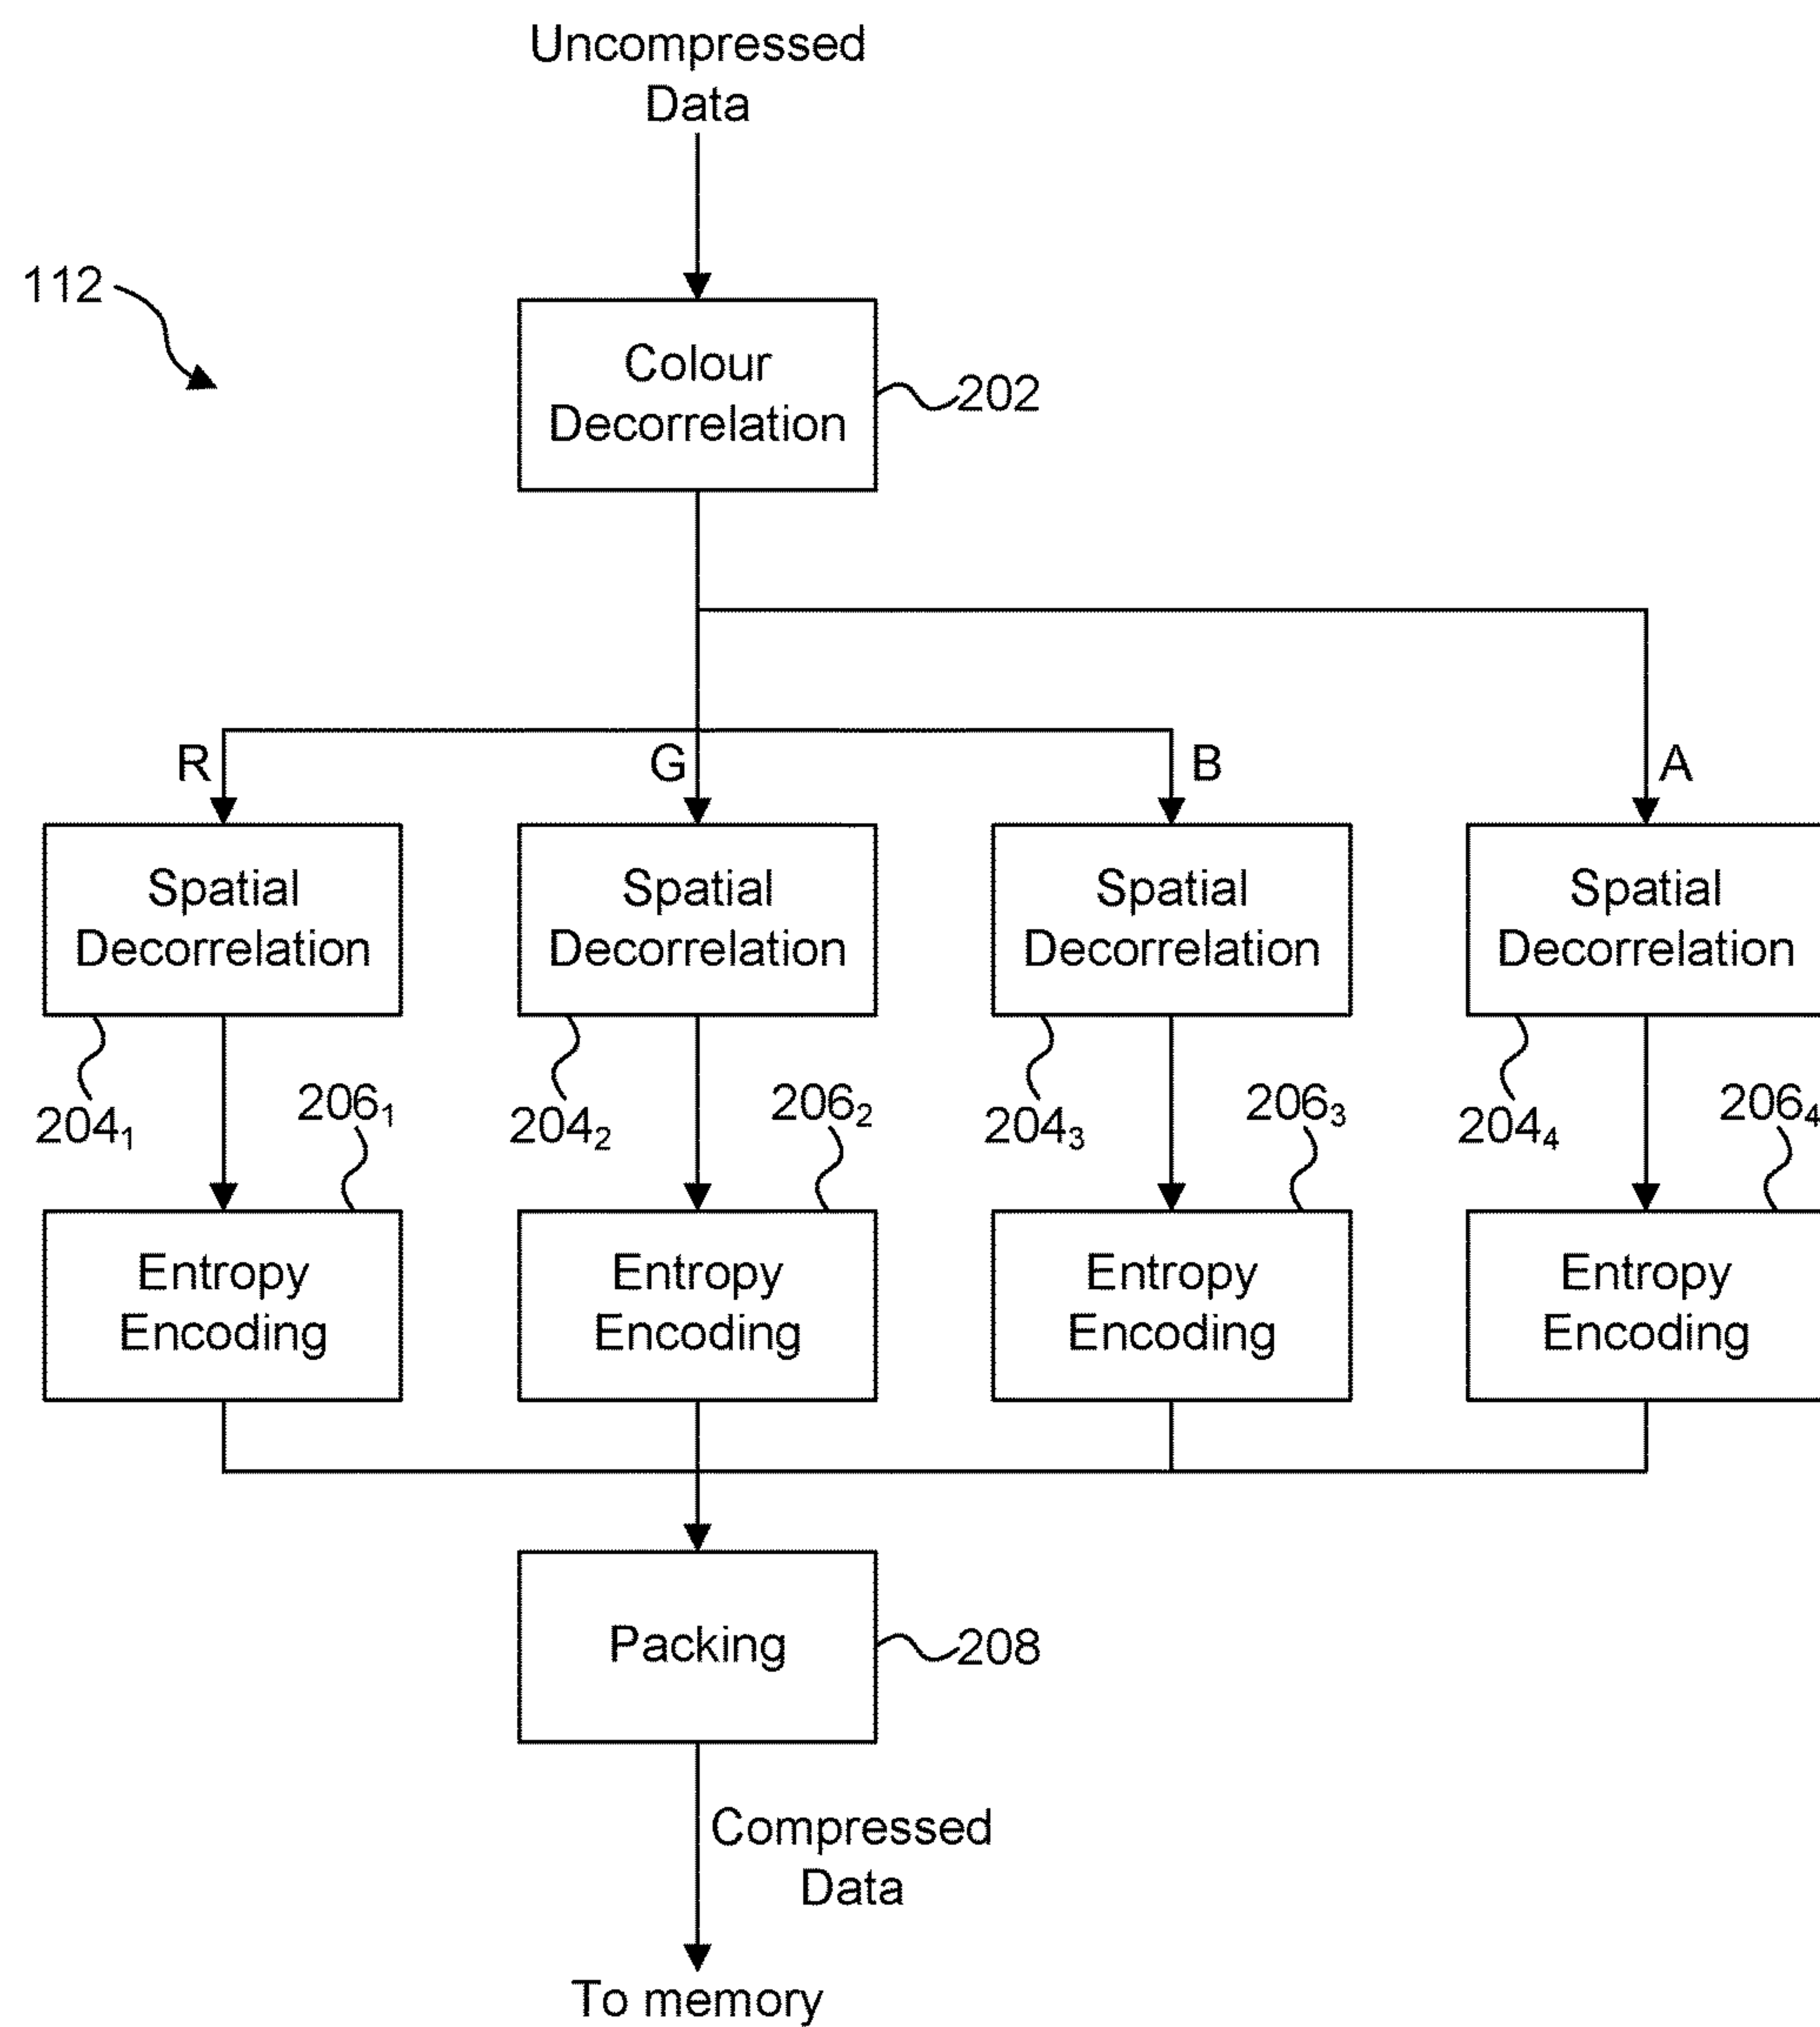 Uncompressed
Data
112
Colour
Decorrelation
202
R
G
B
A
Spatial
Decorrelation
Spatial
Decorrelation
Spatial
Decorrelation
Spatial
Decorrelation
204₁
206₁
204₂
206₂
204₃
206₃
204₄
206₄
Entropy
Encoding
Entropy
Encoding
Entropy
Encoding
Entropy
Encoding
Packing
208
Compressed
Data
To memory